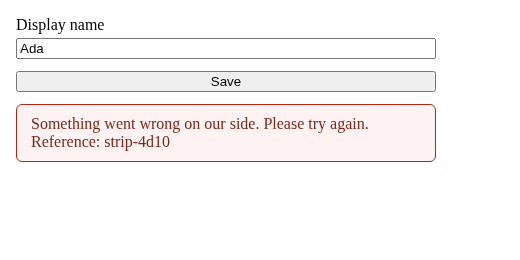 Display name
Ada
Save
Something went wrong on our side. Please try again.
Reference: strip-4d10